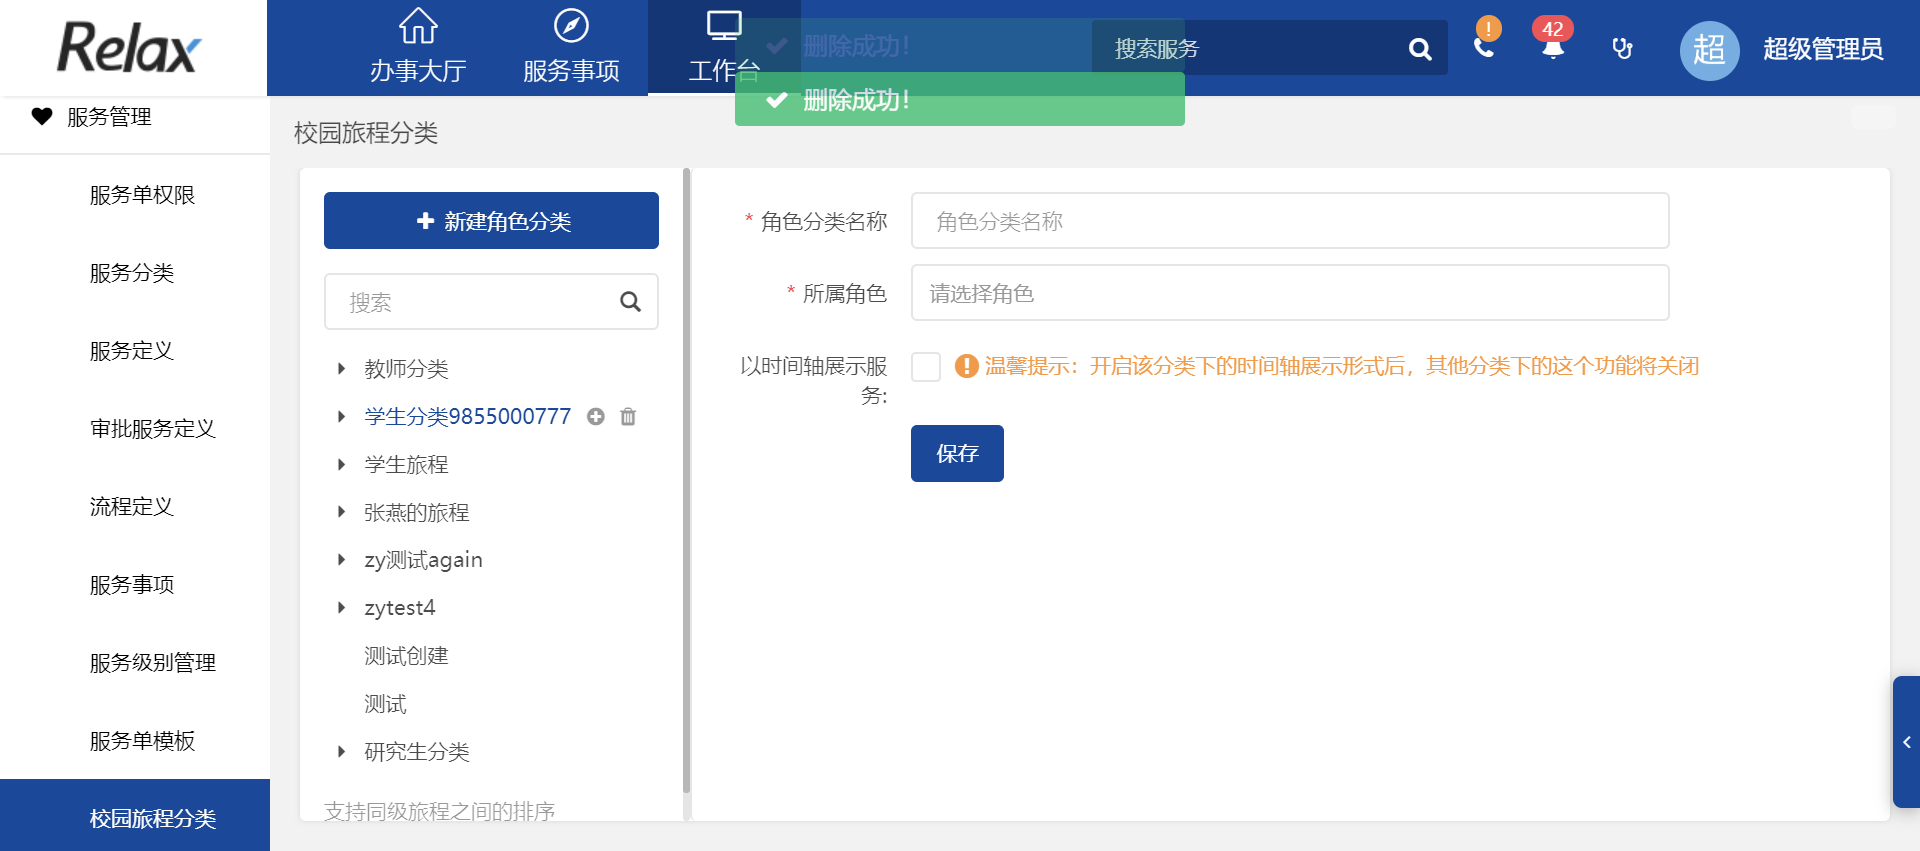 Relax
办事大厅
服务事项
工作台
删除成功！
搜索服务
!
42
超
超级管理员
删除成功！
服务管理
服务单权限
服务分类
服务定义
审批服务定义
流程定义
服务事项
服务级别管理
服务单模板
校园旅程分类
校园旅程分类
新建角色分类
搜索
教师分类
学生分类9855000777
学生旅程
张燕的旅程
zy测试again
zytest4
测试创建
测试
研究生分类
支持同级旅程之间的排序
* 角色分类名称
角色分类名称
* 所属角色
请选择角色
以时间轴展示服
务:
温馨提示：开启该分类下的时间轴展示形式后，其他分类下的这个功能将关闭
保存